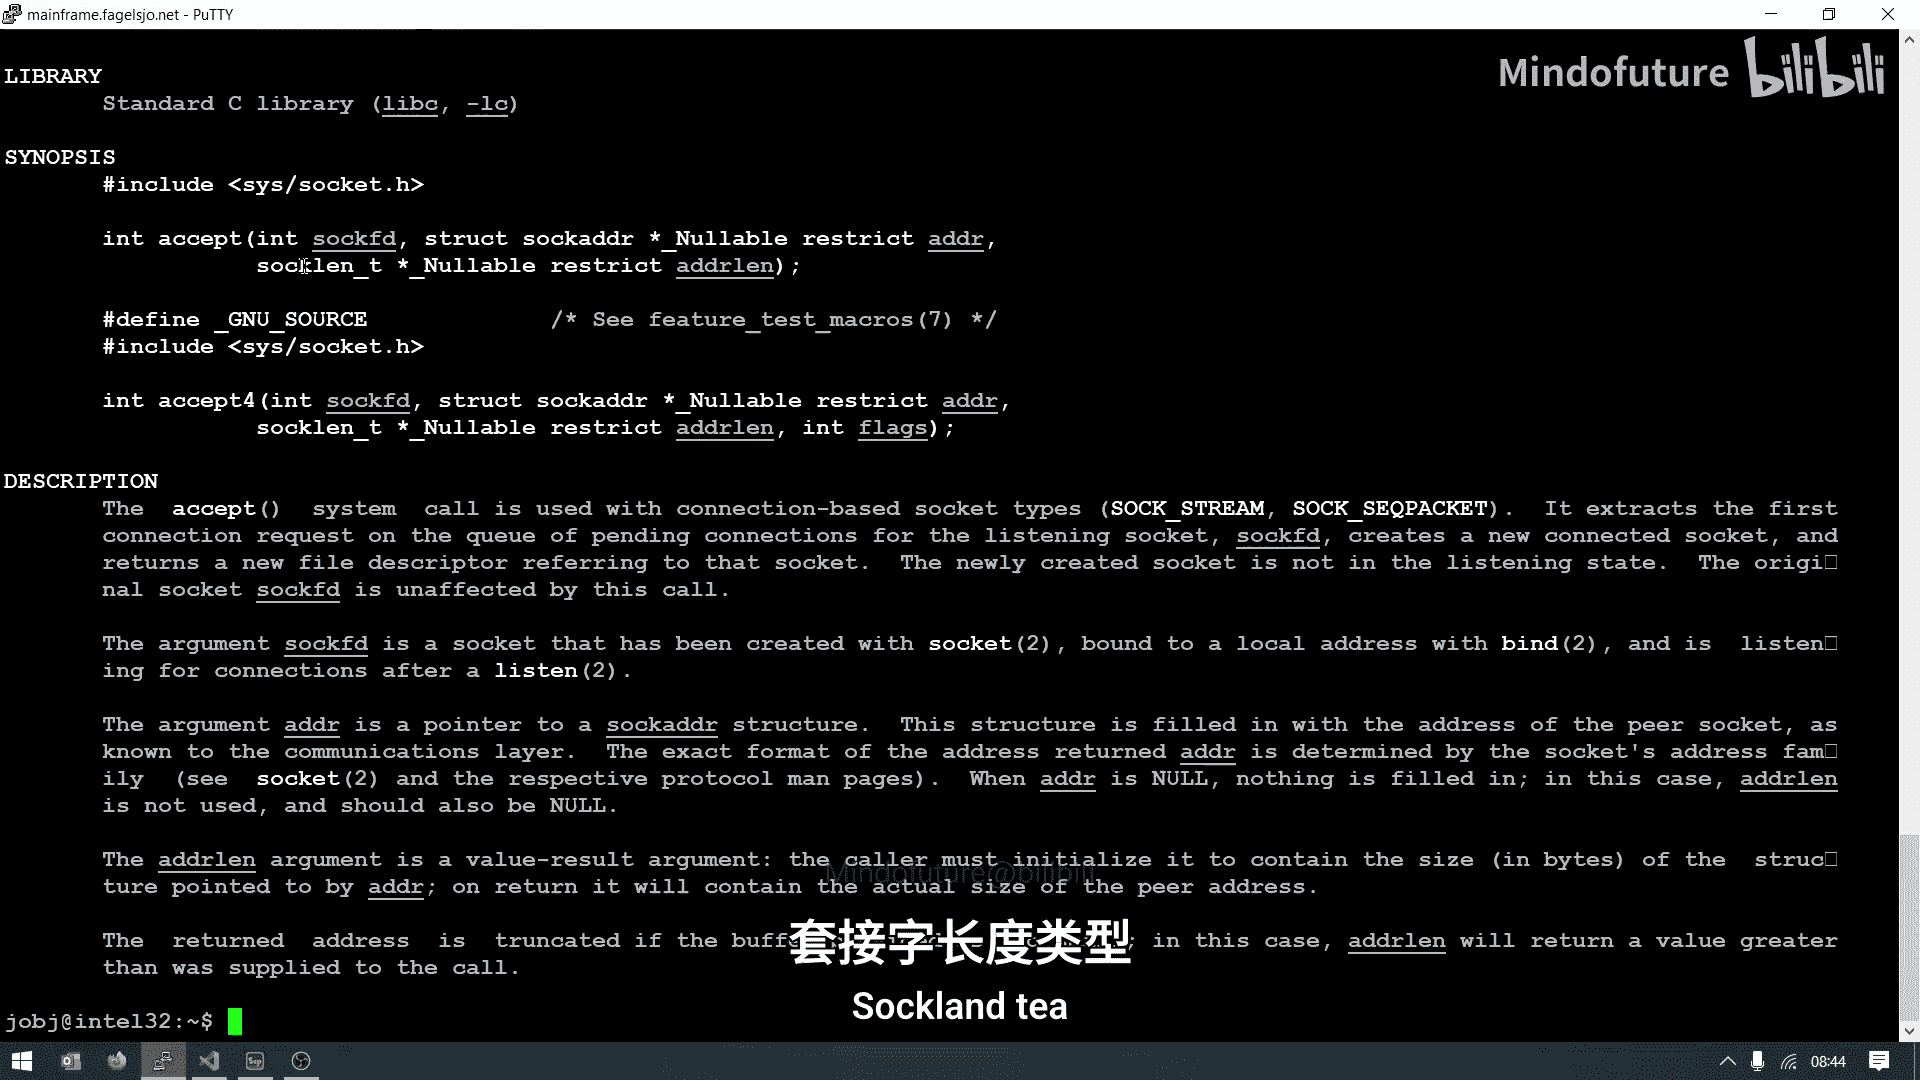 mainframe.fagelsjo.net - PuTTY
Mindofuture bilibili
LIBRARY
Standard C library (libc, -lc)
SYNOPSIS
#include <sys/socket.h>
int accept(int sockfd, struct sockaddr *_Nullable restrict addr,
socklen_t *_Nullable restrict addrlen);
#define _GNU_SOURCE /* See feature_test_macros(7) */
#include <sys/socket.h>
int accept4(int sockfd, struct sockaddr *_Nullable restrict addr,
socklen_t *_Nullable restrict addrlen, int flags);
DESCRIPTION
The accept() system call is used with connection-based socket types (SOCK_STREAM, SOCK_SEQPACKET). It extracts the first
connection request on the queue of pending connections for the listening socket, sockfd, creates a new connected socket, and
returns a new file descriptor referring to that socket. The newly created socket is not in the listening state. The origi□
nal socket sockfd is unaffected by this call.
The argument sockfd is a socket that has been created with socket(2), bound to a local address with bind(2), and is listen□
ing for connections after a listen(2).
The argument addr is a pointer to a sockaddr structure. This structure is filled in with the address of the peer socket, as
known to the communications layer. The exact format of the address returned addr is determined by the socket's address fam□
ily (see socket(2) and the respective protocol man pages). When addr is NULL, nothing is filled in; in this case, addrlen
is not used, and should also be NULL.
The addrlen argument is a value-result argument: the caller must initialize it to contain the size (in bytes) of the struc□
Mindofuture@bilibili
ture pointed to by addr; on return it will contain the actual size of the peer address.
The returned address is truncated if the buff in this case, addrlen will return a value greater
套接字长度类型
than was supplied to the call.
Sockland tea
jobj@intel32:~$
08:44